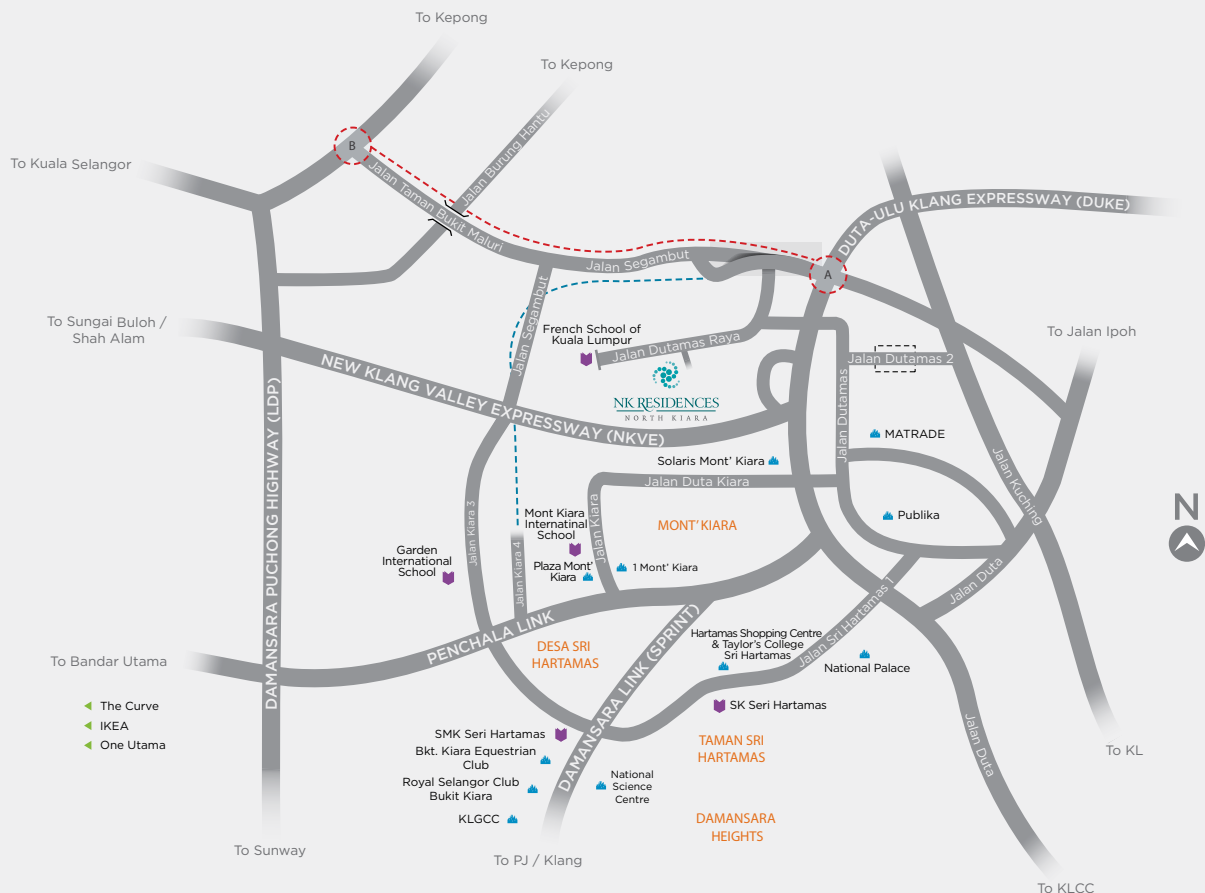 To Kepong
To Kepong
B
Jalan Burung Hantu
To Kuala Selangor
Jalan Taman Bukit Maluri
DUTA-ULU KLANG EXPRESSWAY (DUKE)
Jalan Segambut
A
To Sungai Buloh /
Shah Alam
French School of
Kuala Lumpur
Jalan Segambut
Jalan Dutamas Raya
To Jalan Ipoh
Jalan Dutamas 2
NEW KLANG VALLEY EXPRESSWAY (NKVE)
NK RESIDENCES
NORTH KIARA
DAMANSARA PUCHONG HIGHWAY (LDP)
Jalan Dutamas
MATRADE
Solaris Mont' Kiara
Jalan Duta Kiara
Jalan Kuching
Jalan Kiara 3
Mont Kiara
Internatinal
School
Jalan Kiara
MONT' KIARA
Publika
N
Garden
International
School
Jalan Kiara 4
Plaza Mont'
Kiara
1 Mont' Kiara
Jalan Duta
PENCHALA LINK
Jalan Sri Hartamas 1
DESA SRI
HARTAMAS
DAMANSARA LINK (SPRINT)
Hartamas Shopping Centre
& Taylor's College
Sri Hartamas
National Palace
To Bandar Utama
The Curve
IKEA
One Utama
SK Seri Hartamas
SMK Seri Hartamas
TAMAN SRI
HARTAMAS
Jalan Duta
To KL
Bkt. Kiara Equestrian
Club
Royal Selangor Club
Bukit Kiara
National
Science
Centre
KLGCC
DAMANSARA
HEIGHTS
To Sunway
To PJ / Klang
To KLCC